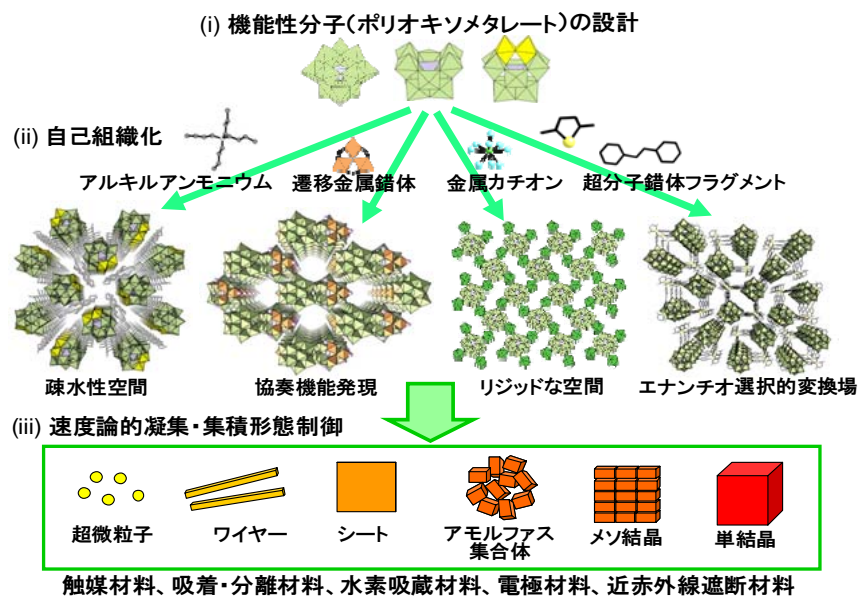 (i) 機能性分子(ポリオキソメタレート)の設計
(ii) 自己組織化
アルキルアンモニウム 遷移金属錯体 金属カチオン 超分子錯体フラグメント
疎水性空間 協奏機能発現 リジッドな空間 エナンチオ選択的変換場
(iii) 速度論的凝集・集積形態制御
超微粒子 ワイヤー シート アモルファス集合体 メソ結晶 単結晶
触媒材料、吸着・分離材料、水素吸蔵材料、電極材料、近赤外線遮断材料